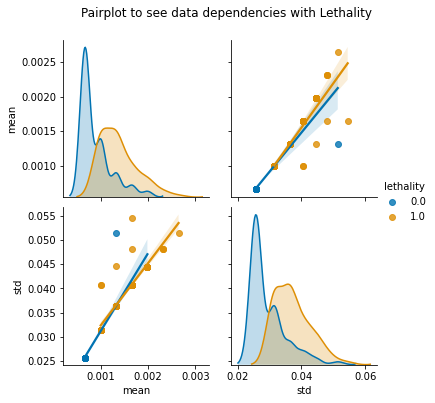 Pairplot to see data dependencies with Lethality
0.0025
0.0020
0.0015
0.0010
mean
lethality
0.0
1.0
0.055
0.050
0.045
0.040
0.035
0.030
0.025
std
0.001 0.002 0.003
mean
0.02 0.04 0.06
std